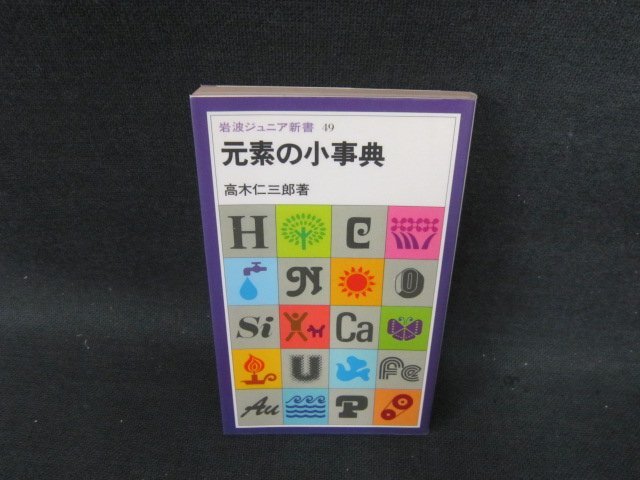 岩波ジュニア新書 49
元素の小事典
高木仁三郎著
H C
N O
Si Ca
U Fe
Au P